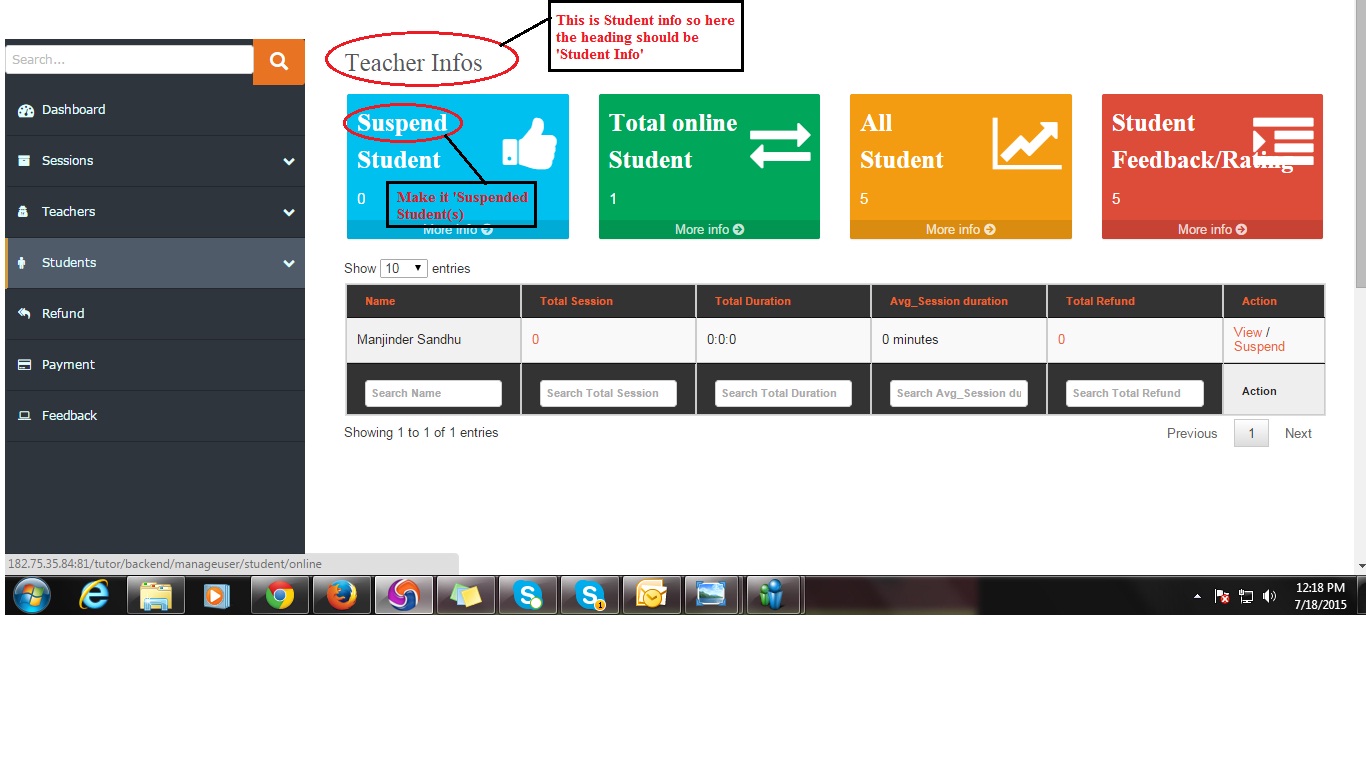 This is Student info so here
the heading should be
'Student Info'
Search...
Teacher Infos
Dashboard
Sessions
Teachers
Students
Refund
Payment
Feedback
Suspend
Student
0
Make it 'Suspended
Student(s)
More info
Total online
Student
1
More info
All
Student
5
More info
Student
Feedback/Rating
5
More info
Show 10 entries
Name Total Session Total Duration Avg_Session duration Total Refund Action
Manjinder Sandhu 0 0:0:0 0 minutes 0 View /
Suspend
Search Name Search Total Session Search Total Duration Search Avg_Session du Search Total Refund Action
Showing 1 to 1 of 1 entries
Previous 1 Next
182.75.35.84:81/tutor/backend/manageuser/student/online
1
12:18 PM
7/18/2015